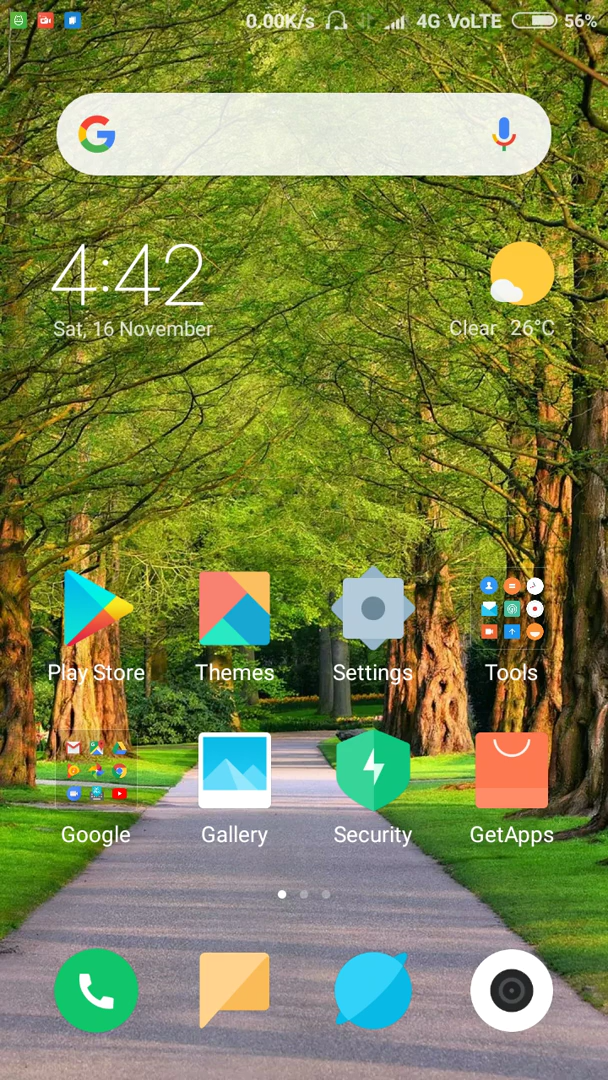 0.00K/s 4G VoLTE 56%
4:42
Sat, 16 November
Clear 26°C
Play Store Themes Settings Tools
Google Gallery Security GetApps